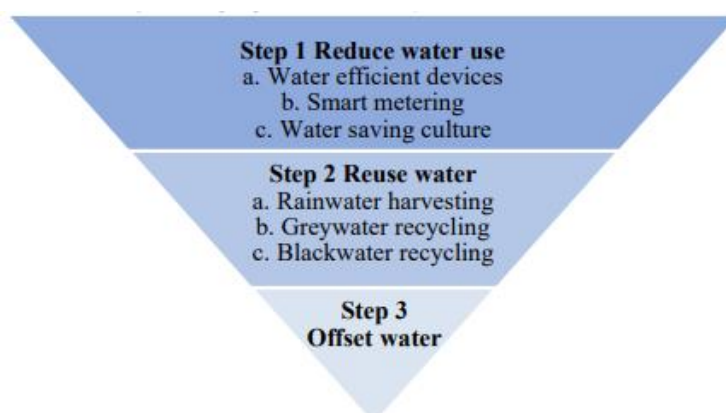 Step 1 Reduce water use
a. Water efficient devices
b. Smart metering
c. Water saving culture
Step 2 Reuse water
a. Rainwater harvesting
b. Greywater recycling
c. Blackwater recycling
Step 3
Offset water